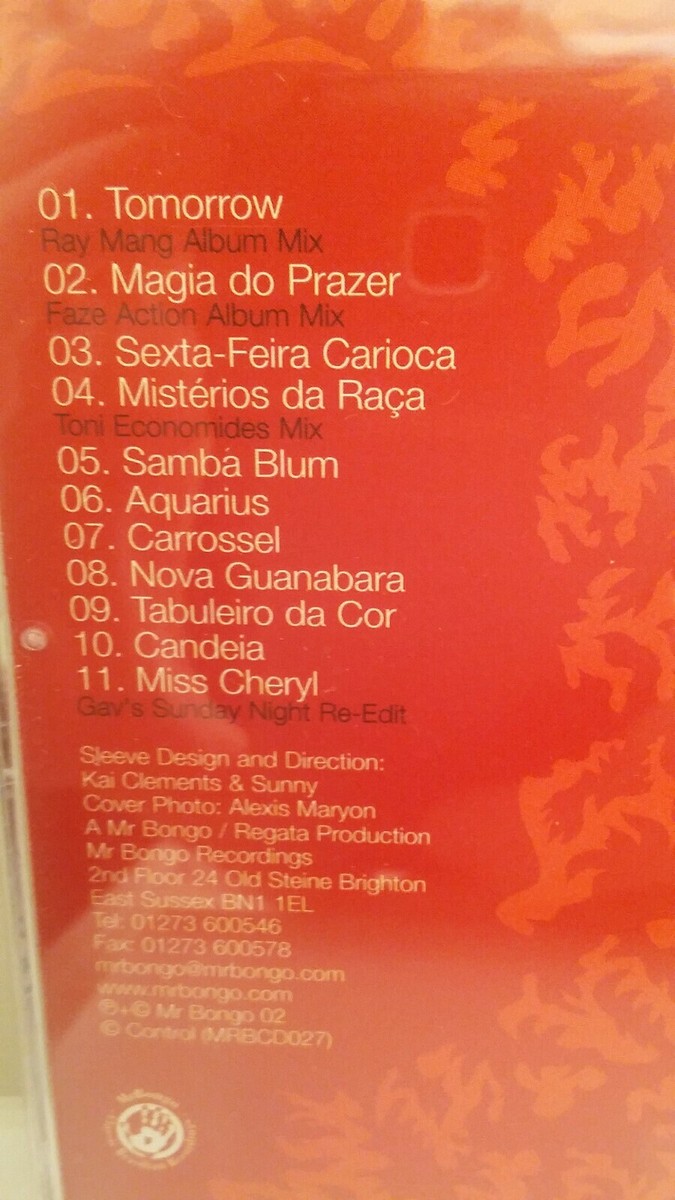 01. Tomorrow
Ray Mang Album Mix
02. Magia do Prazer
Faze Action Album Mix
03. Sexta-Feira Carioca
04. Mistérios da Raça
Toni Economides Mix
05. Samba Blum
06. Aquarius
07. Carrossel
08. Nova Guanabara
09. Tabuleiro da Cor
10. Candeia
11. Miss Cheryl
Gav's Sunday Night Re-Edit
Sleeve Design and Direction:
Kai Clements & Sunny
Cover Photo: Alexis Maryon
A Mr Bongo / Regata Production
Mr Bongo Recordings
2nd Floor 24 Old Steine Brighton
East Sussex BN1 1EL
Tel: 01273 600546
Fax: 01273 600578
mrbongo@mrbongo.com
www.mrbongo.com
℗+© Mr Bongo 02
© Control (MRBCD027)